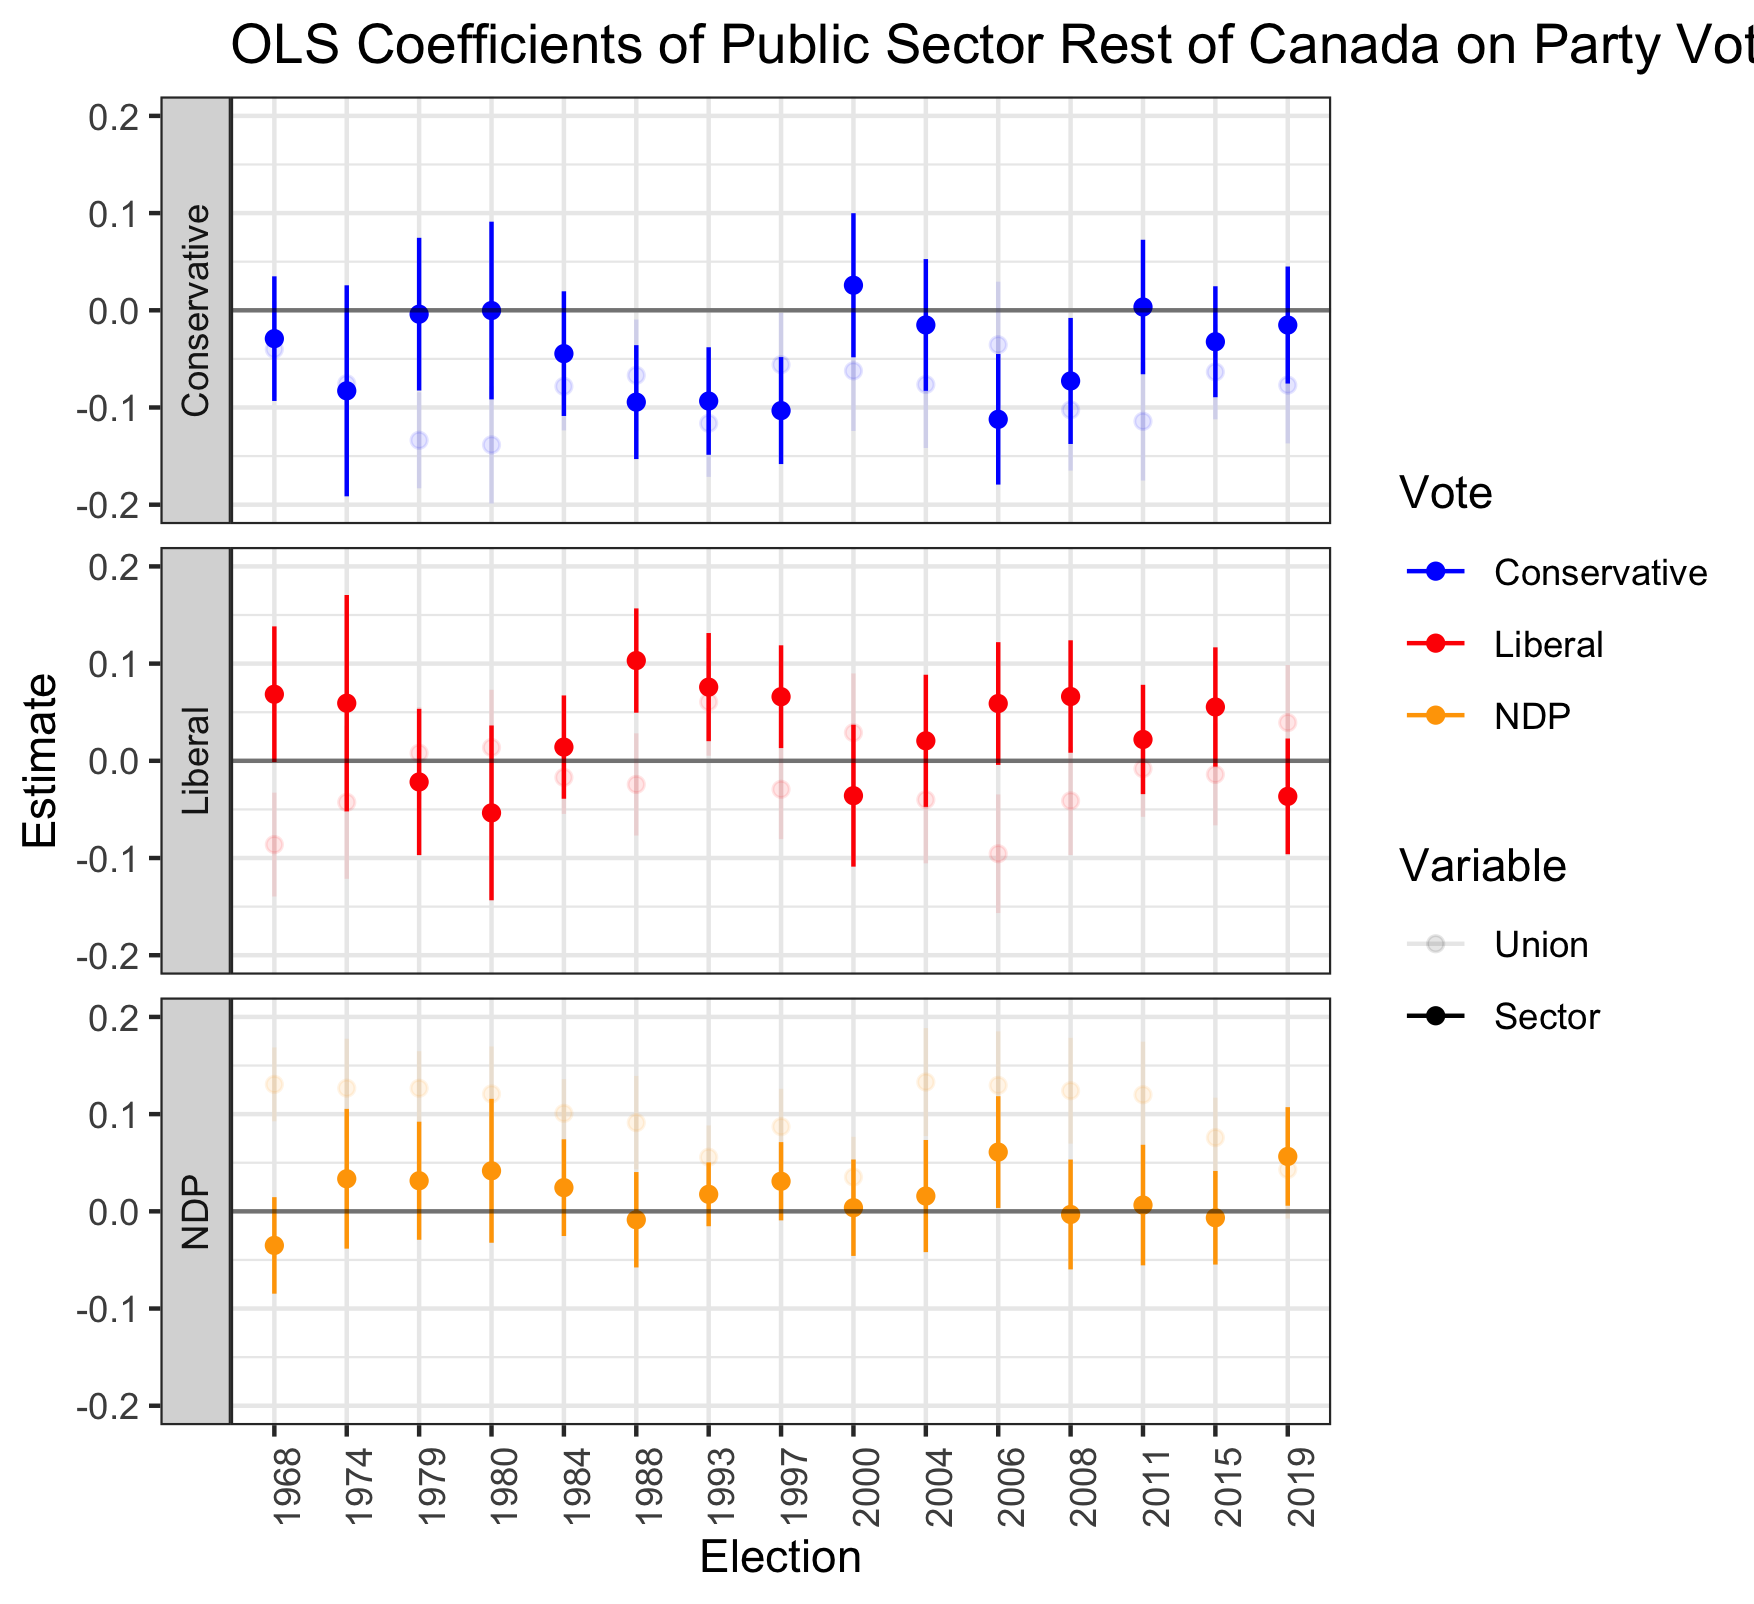 OLS Coefficients of Public Sector Rest of Canada on Party Vot
0.2
0.1
0.0
-0.1
-0.2
Conservative
0.2
0.1
0.0
-0.1
-0.2
Liberal
0.2
0.1
0.0
-0.1
-0.2
NDP
Estimate
1968
1974
1979
1980
1984
1988
1993
1997
2000
2004
2006
2008
2011
2015
2019
Election
Vote
Conservative
Liberal
NDP
Variable
Union
Sector